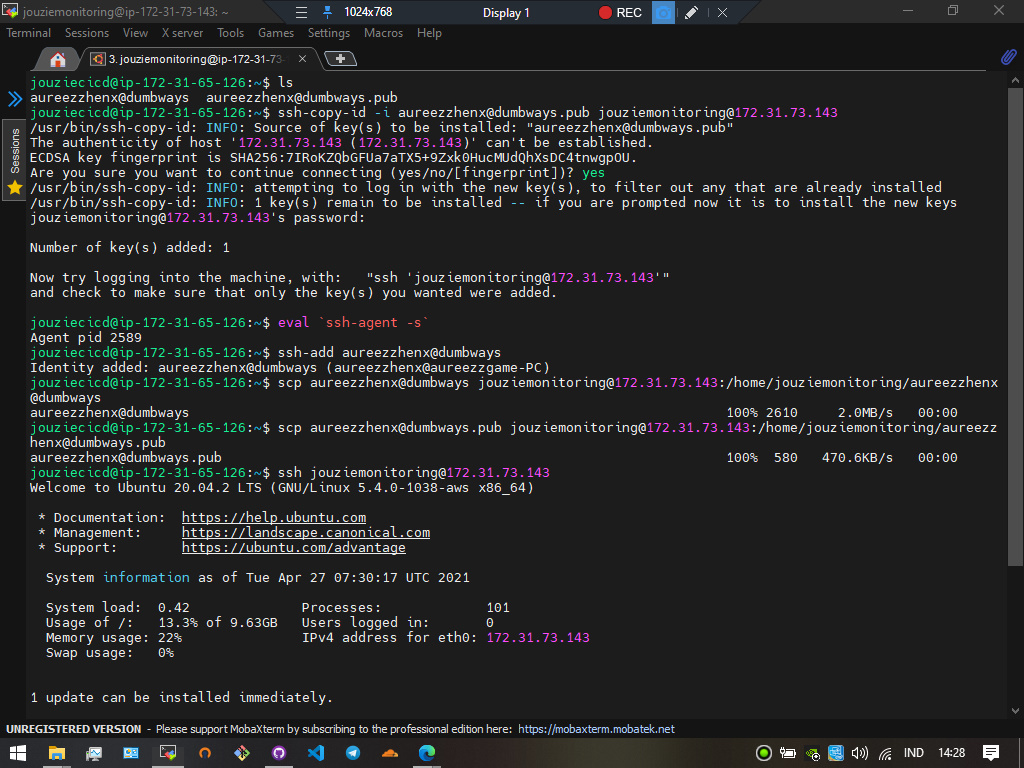 jouziemonitoring@ip-172-31-73-143: ~
1024x768
Display 1
REC
Terminal Sessions View X server Tools Games Settings Macros Help
3. jouziemonitoring@ip-172-31-73-
Sessions
jouziecicd@ip-172-31-65-126:~$ ls
aureezzhenx@dumbways  aureezzhenx@dumbways.pub
jouziecicd@ip-172-31-65-126:~$ ssh-copy-id -i aureezzhenx@dumbways.pub jouziemonitoring@172.31.73.143
/usr/bin/ssh-copy-id: INFO: Source of key(s) to be installed: "aureezzhenx@dumbways.pub"
The authenticity of host '172.31.73.143 (172.31.73.143)' can't be established.
ECDSA key fingerprint is SHA256:7IRoKZQbGFUa7aTX5+9Zxk0HucMUdQhXsDC4tnwgpOU.
Are you sure you want to continue connecting (yes/no/[fingerprint])? yes
/usr/bin/ssh-copy-id: INFO: attempting to log in with the new key(s), to filter out any that are already installed
/usr/bin/ssh-copy-id: INFO: 1 key(s) remain to be installed -- if you are prompted now it is to install the new keys
jouziemonitoring@172.31.73.143's password:
Number of key(s) added: 1
Now try logging into the machine, with:   "ssh 'jouziemonitoring@172.31.73.143'"
and check to make sure that only the key(s) you wanted were added.
jouziecicd@ip-172-31-65-126:~$ eval `ssh-agent -s`
Agent pid 2589
jouziecicd@ip-172-31-65-126:~$ ssh-add aureezzhenx@dumbways
Identity added: aureezzhenx@dumbways (aureezzhenx@aureezzgame-PC)
jouziecicd@ip-172-31-65-126:~$ scp aureezzhenx@dumbways jouziemonitoring@172.31.73.143:/home/jouziemonitoring/aureezzhenx
@dumbways
aureezzhenx@dumbways 100% 2610 2.0MB/s 00:00
jouziecicd@ip-172-31-65-126:~$ scp aureezzhenx@dumbways.pub jouziemonitoring@172.31.73.143:/home/jouziemonitoring/aureezz
henx@dumbways.pub
aureezzhenx@dumbways.pub 100% 580 470.6KB/s 00:00
jouziecicd@ip-172-31-65-126:~$ ssh jouziemonitoring@172.31.73.143
Welcome to Ubuntu 20.04.2 LTS (GNU/Linux 5.4.0-1038-aws x86_64)
* Documentation:  https://help.ubuntu.com
* Management:     https://landscape.canonical.com
* Support:        https://ubuntu.com/advantage
System information as of Tue Apr 27 07:30:17 UTC 2021
System load:  0.42 Processes: 101
Usage of /:   13.3% of 9.63GB Users logged in: 0
Memory usage: 22% IPv4 address for eth0: 172.31.73.143
Swap usage:   0%
1 update can be installed immediately.
UNREGISTERED VERSION - Please support MobaXterm by subscribing to the professional edition here: https://mobaxterm.mobatek.net
IND 14:28